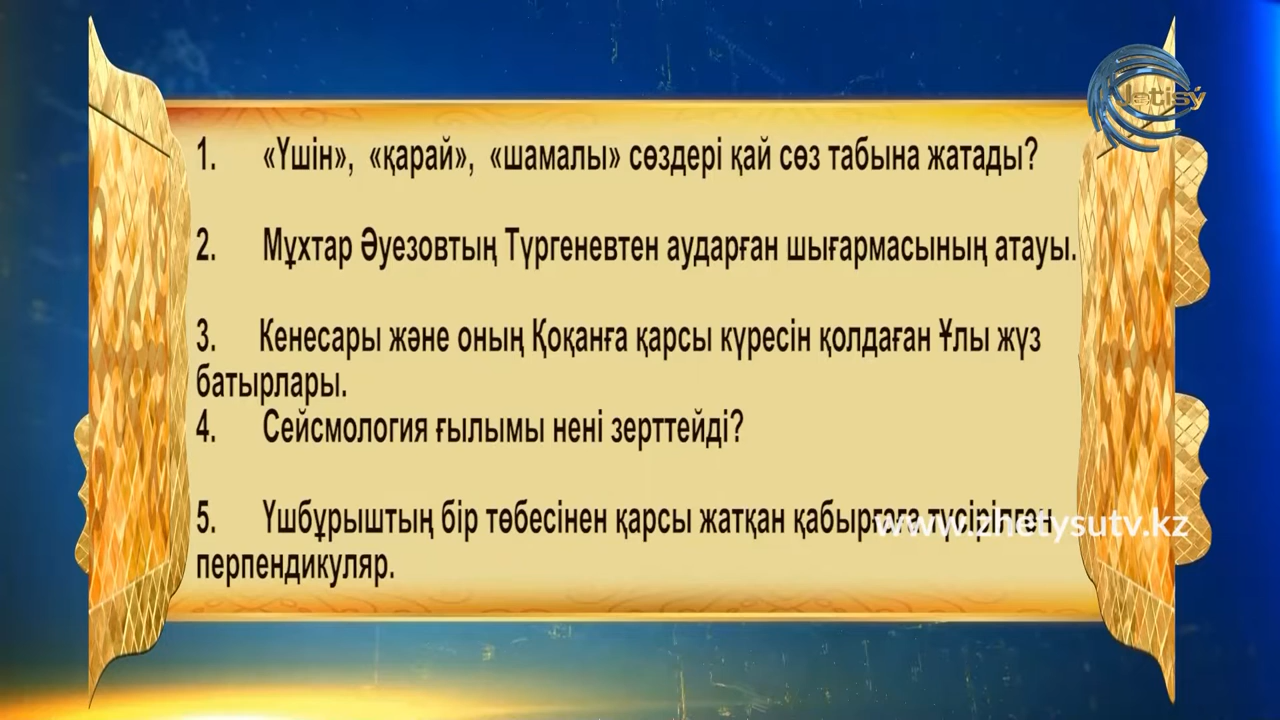 Jetisý
1. «Үшін», «қарай», «шамалы» сөздері қай сөз табына жатады?
2. Мұхтар Әуезовтың Түргеневтен аударған шығармасының атауы.
3. Кенесары және оның Қоқанға қарсы күресін қолдаған Ұлы жүз
батырлары.
4. Сейсмология ғылымы нені зерттейді?
5. Үшбұрыштың бір төбесінен қарсы жатқан қабырғаға түсірілген
www.zhetysutv.kz
перпендикуляр.